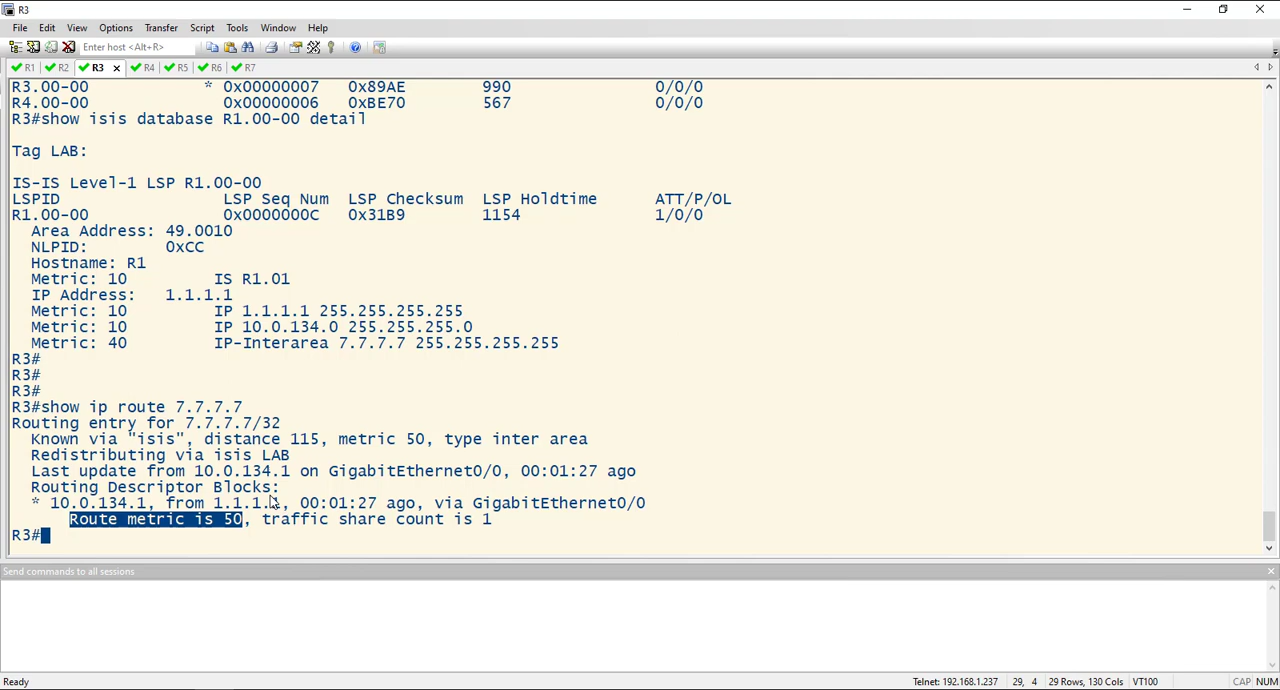 R3
File Edit View Options Transfer Script Tools Window Help
Enter host <Alt+R>
R1 R2 R3 R4 R5 R6 R7
R3.00-00 * 0x00000007 0x89AE 990 0/0/0
R4.00-00 0x00000006 0xBE70 567 0/0/0
R3#show isis database R1.00-00 detail
Tag LAB:
IS-IS Level-1 LSP R1.00-00
LSPID LSP Seq Num LSP Checksum LSP Holdtime ATT/P/OL
R1.00-00 0x0000000C 0x31B9 1154 1/0/0
Area Address: 49.0010
NLPID: 0xCC
Hostname: R1
Metric: 10 IS R1.01
IP Address: 1.1.1.1
Metric: 10 IP 1.1.1.1 255.255.255.255
Metric: 10 IP 10.0.134.0 255.255.255.0
Metric: 40 IP-Interarea 7.7.7.7 255.255.255.255
R3#
R3#
R3#
R3#show ip route 7.7.7.7
Routing entry for 7.7.7.7/32
Known via "isis", distance 115, metric 50, type inter area
Redistributing via isis LAB
Last update from 10.0.134.1 on GigabitEthernet0/0, 00:01:27 ago
Routing Descriptor Blocks:
* 10.0.134.1, from 1.1.1.1, 00:01:27 ago, via GigabitEthernet0/0
Route metric is 50, traffic share count is 1
R3#
Send commands to all sessions
Ready Telnet: 192.168.1.237 29, 4 29 Rows, 130 Cols VT100 CAP NUM